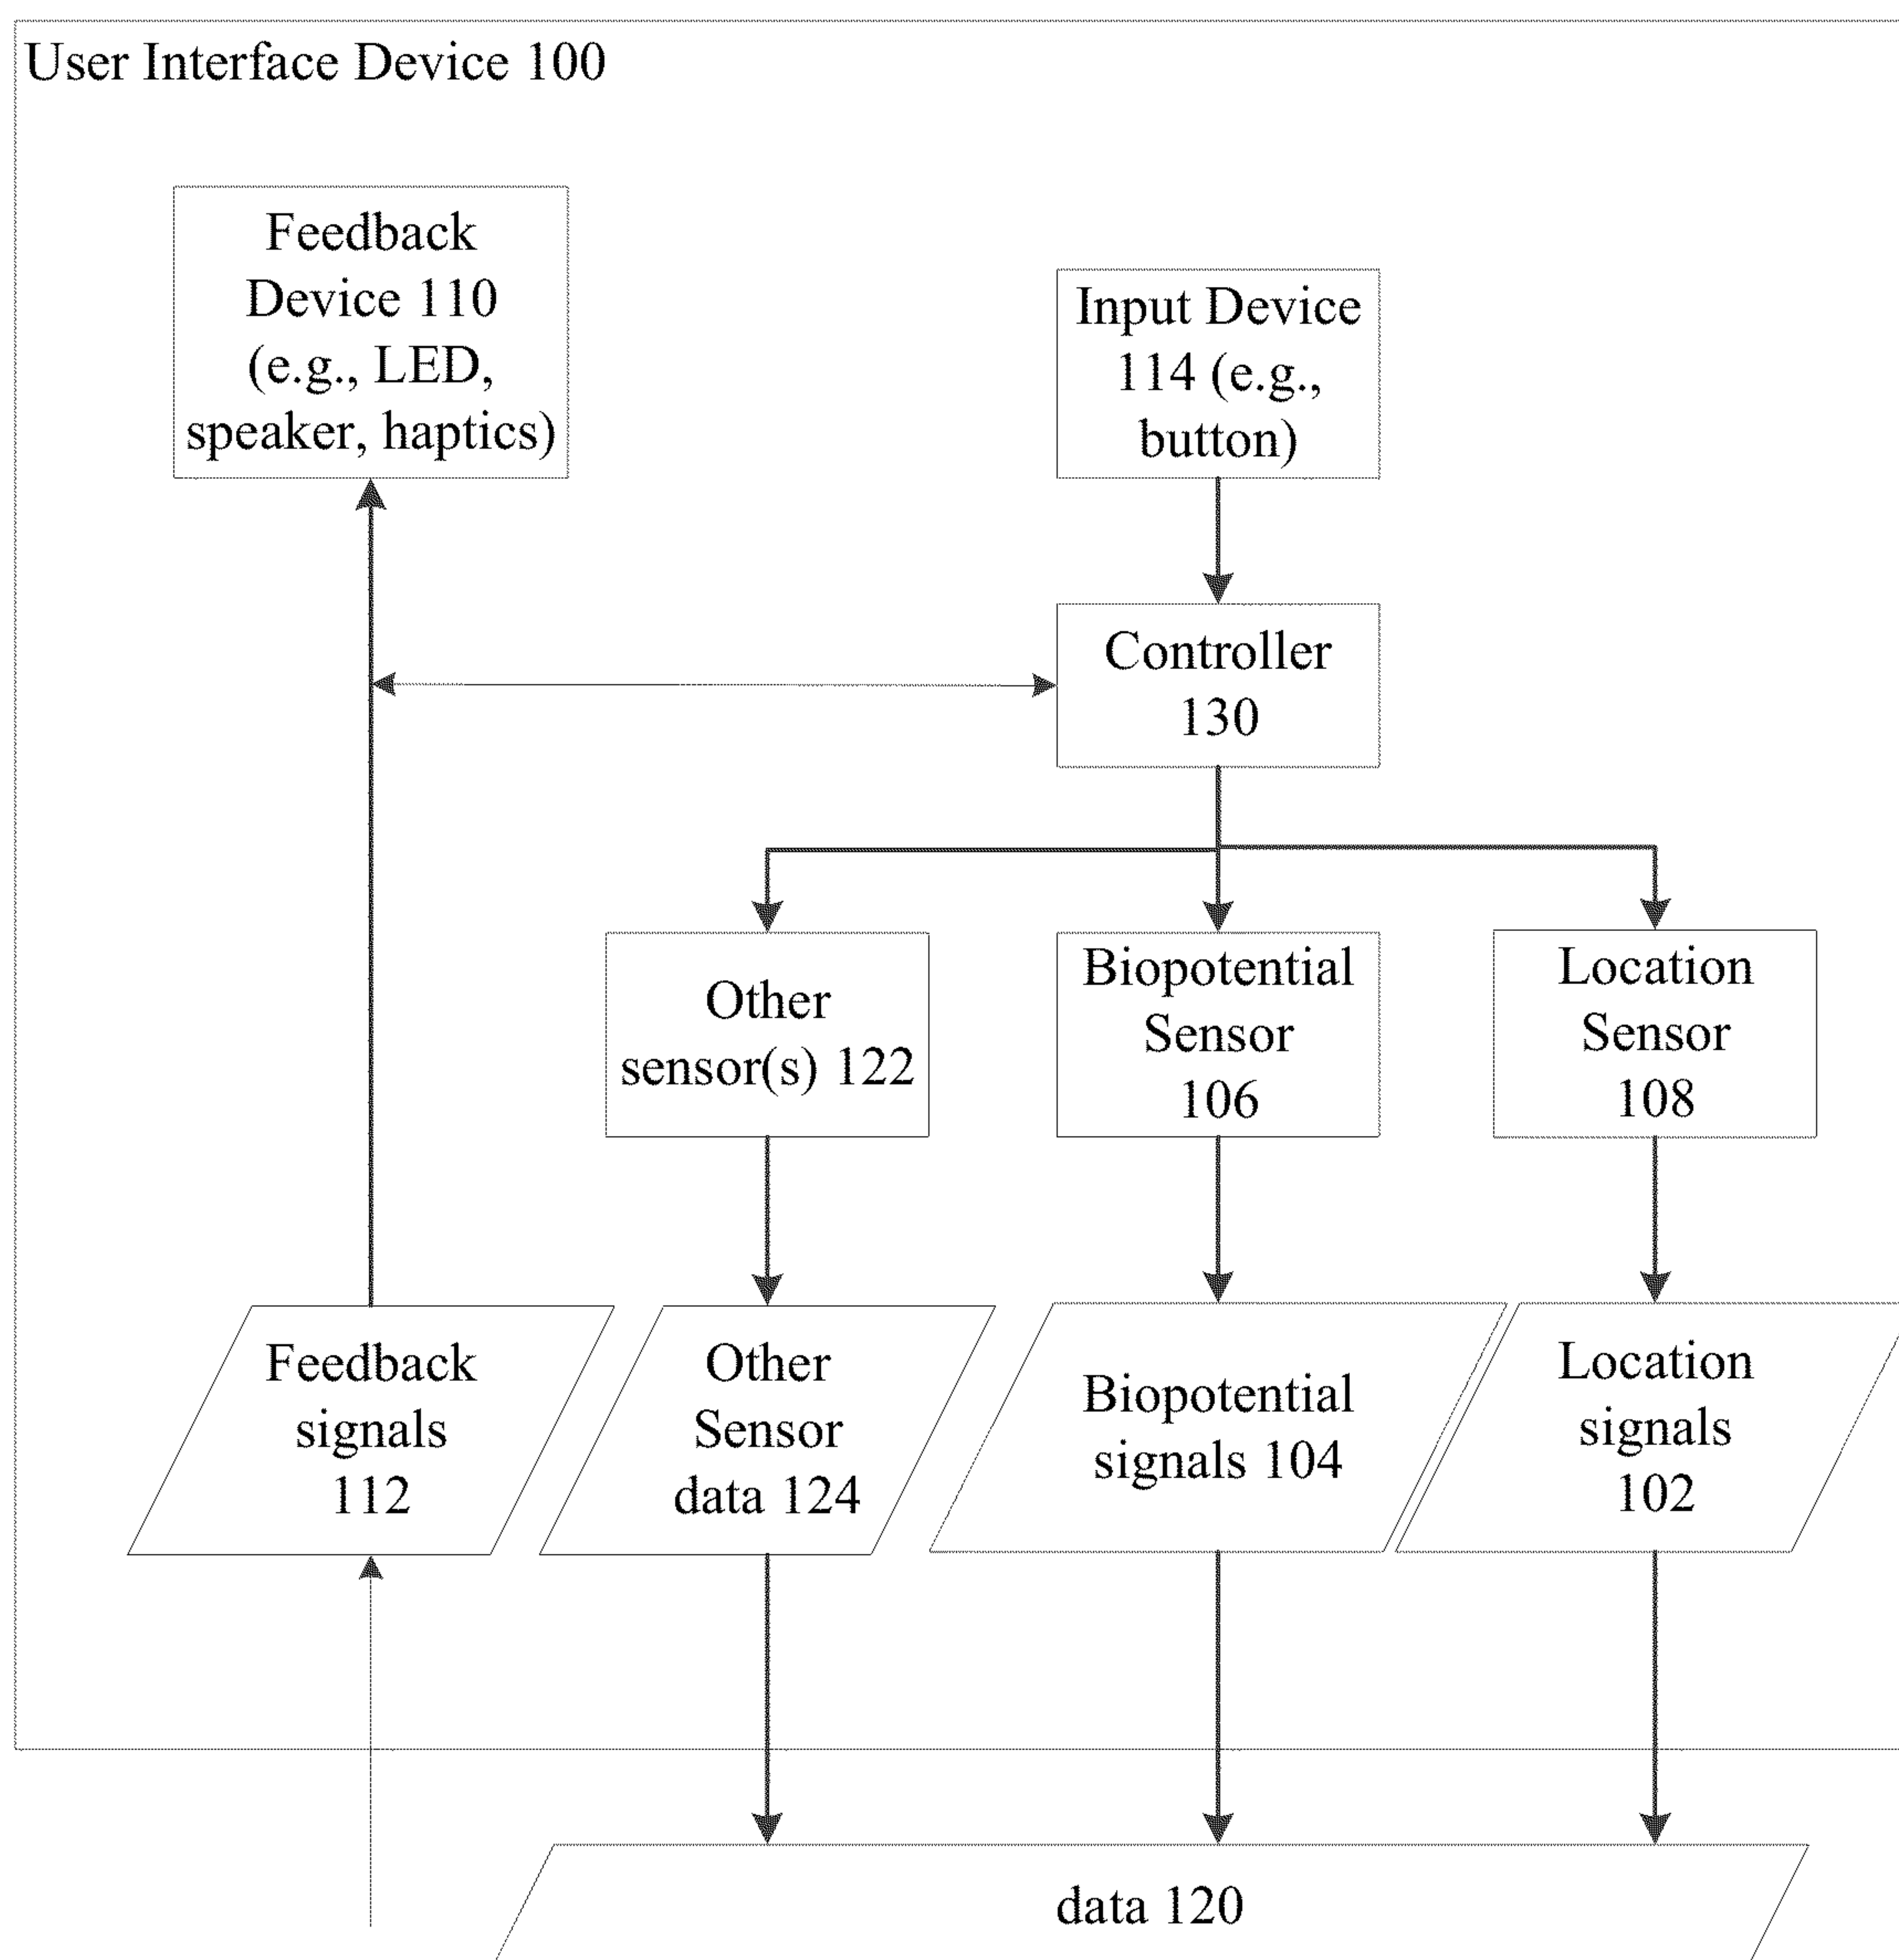 User Interface Device 100
Feedback
Device 110
(e.g., LED,
speaker, haptics)
Input Device
114 (e.g.,
button)
Controller
130
Other
sensor(s) 122
Biopotential
Sensor
106
Location
Sensor
108
Feedback
signals
112
Other
Sensor
data 124
Biopotential
signals 104
Location
signals
102
data 120